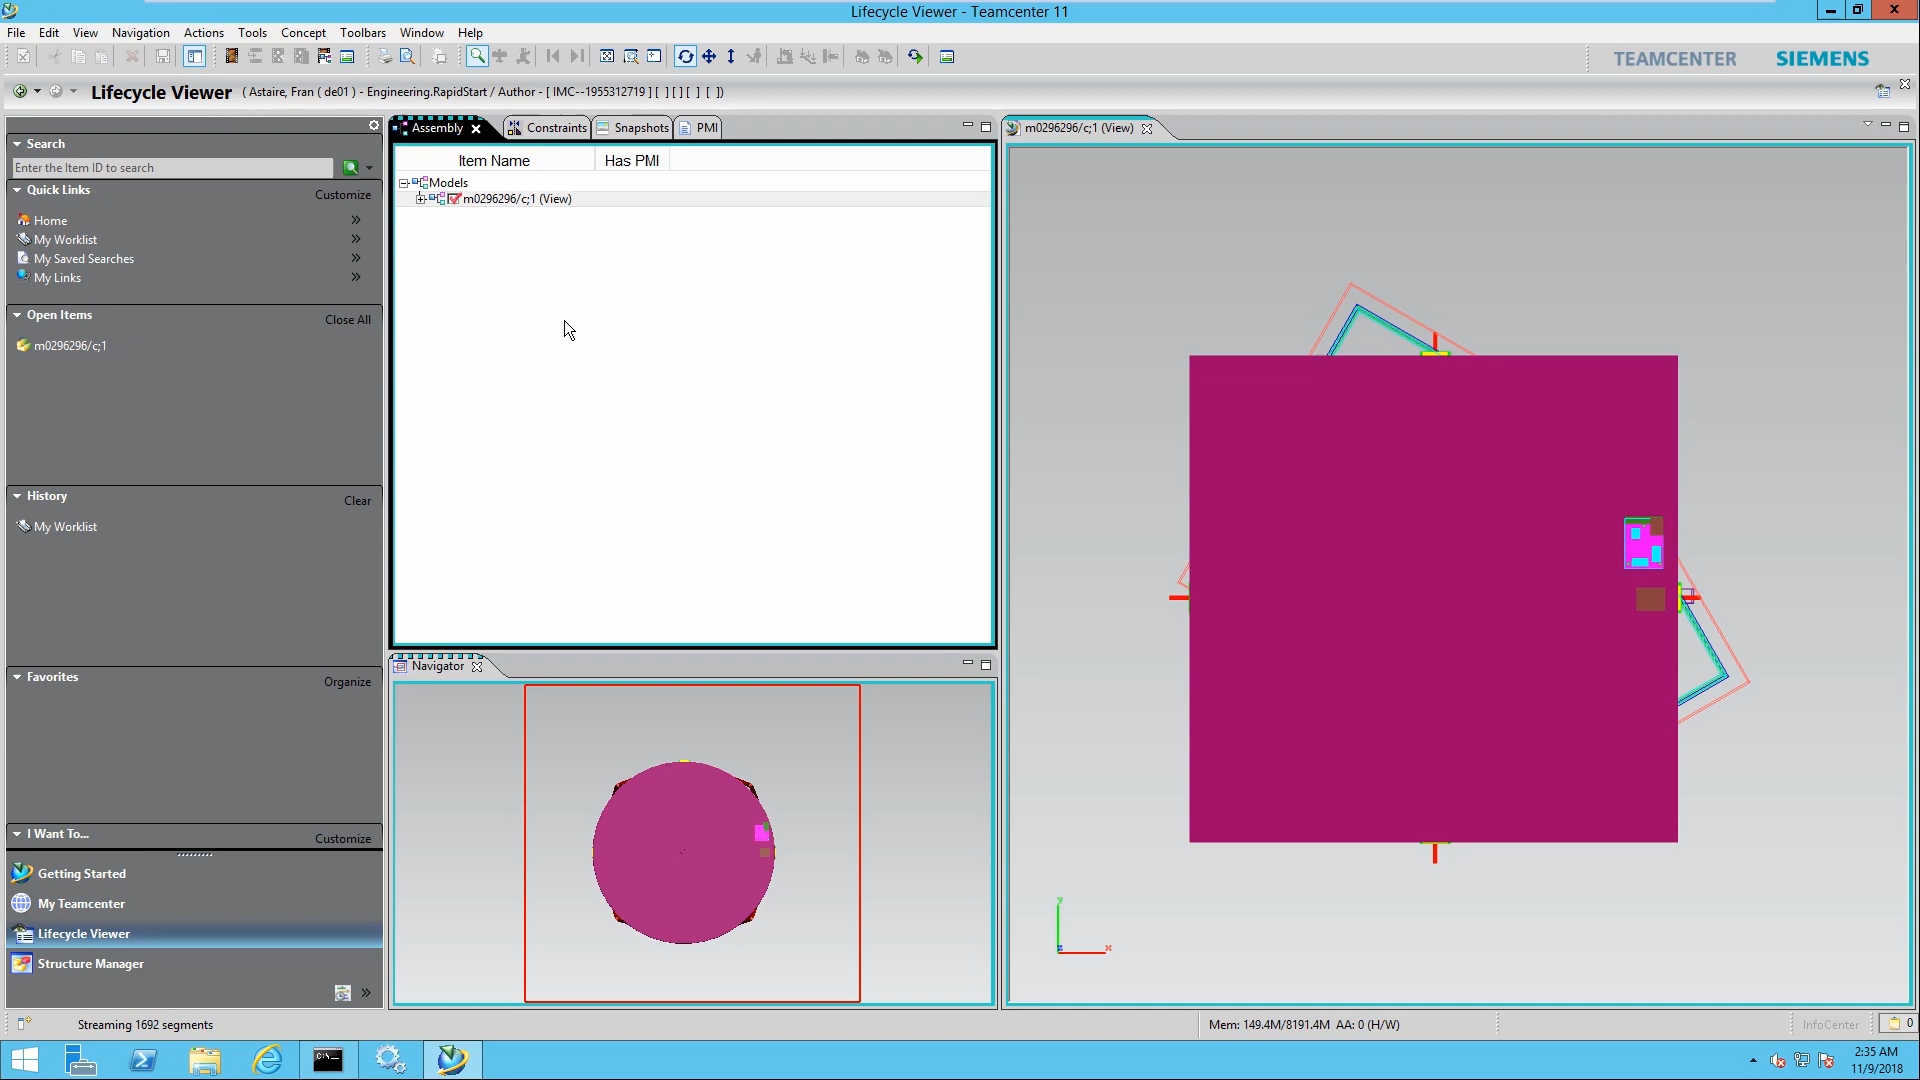 Lifecycle Viewer - Teamcenter 11
File Edit View Navigation Actions Tools Concept Toolbars Window Help
TEAMCENTER SIEMENS
Lifecycle Viewer ( Astaire, Fran ( de01 ) - Engineering.RapidStart / Author - [ IMC--1955312719 ] [ ] [ ] [ ] [ ])
Search
Enter the Item ID to search
Quick Links Customize
Home
My Worklist
My Saved Searches
My Links
Open Items Close All
m0296296/c;1
History Clear
My Worklist
Favorites Organize
I Want To... Customize
Getting Started
My Teamcenter
Lifecycle Viewer
Structure Manager
Assembly Constraints Snapshots PMI
Item Name Has PMI
Models
m0296296/c;1 (View)
Navigator
m0296296/c;1 (View)
y
x
Streaming 1692 segments
Mem: 149.4M/8191.4M AA: 0 (H/W)
InfoCenter 0
2:35 AM
11/9/2018